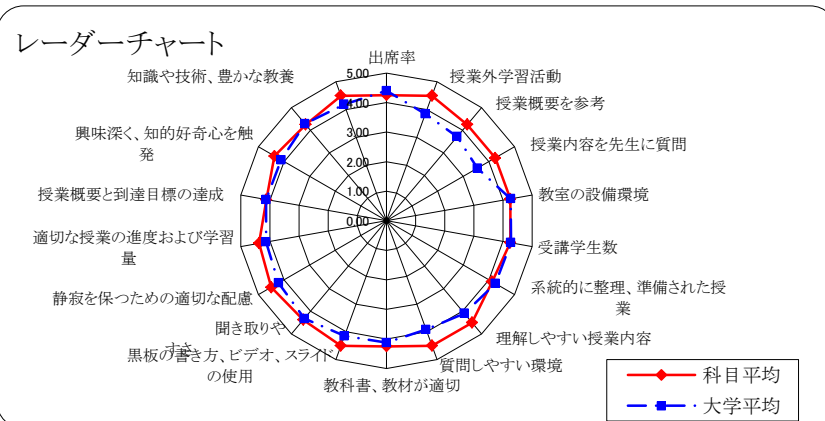 レーダーチャート
出席率
授業外学習活動
授業概要を参考
授業内容を先生に質問
教室の設備環境
受講学生数
系統的に整理、準備された授
業
理解しやすい授業内容
質問しやすい環境
教科書、教材が適切
黒板の書き方、ビデオ、スライド
の使用
聞き取りや
すさ
静寂を保つための適切な配慮
適切な授業の進度および学習
量
授業概要と到達目標の達成
興味深く、知的好奇心を触
発
知識や技術、豊かな教養
5.00
4.00
3.00
2.00
1.00
0.00
科目平均
大学平均